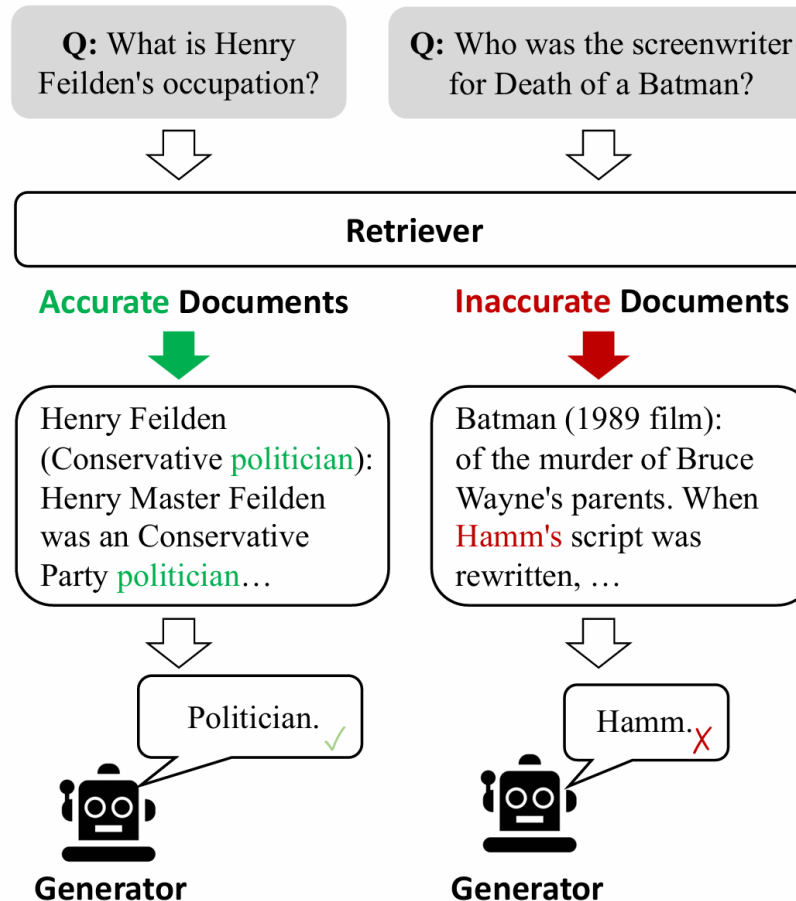 Q: What is Henry
Feilden's occupation?
Q: Who was the screenwriter
for Death of a Batman?
Retriever
Accurate Documents
Inaccurate Documents
Henry Feilden
(Conservative politician):
Henry Master Feilden
was an Conservative
Party politician…
Batman (1989 film):
of the murder of Bruce
Wayne's parents. When
Hamm's script was
rewritten, …
Politician.
Hamm.
Generator
Generator